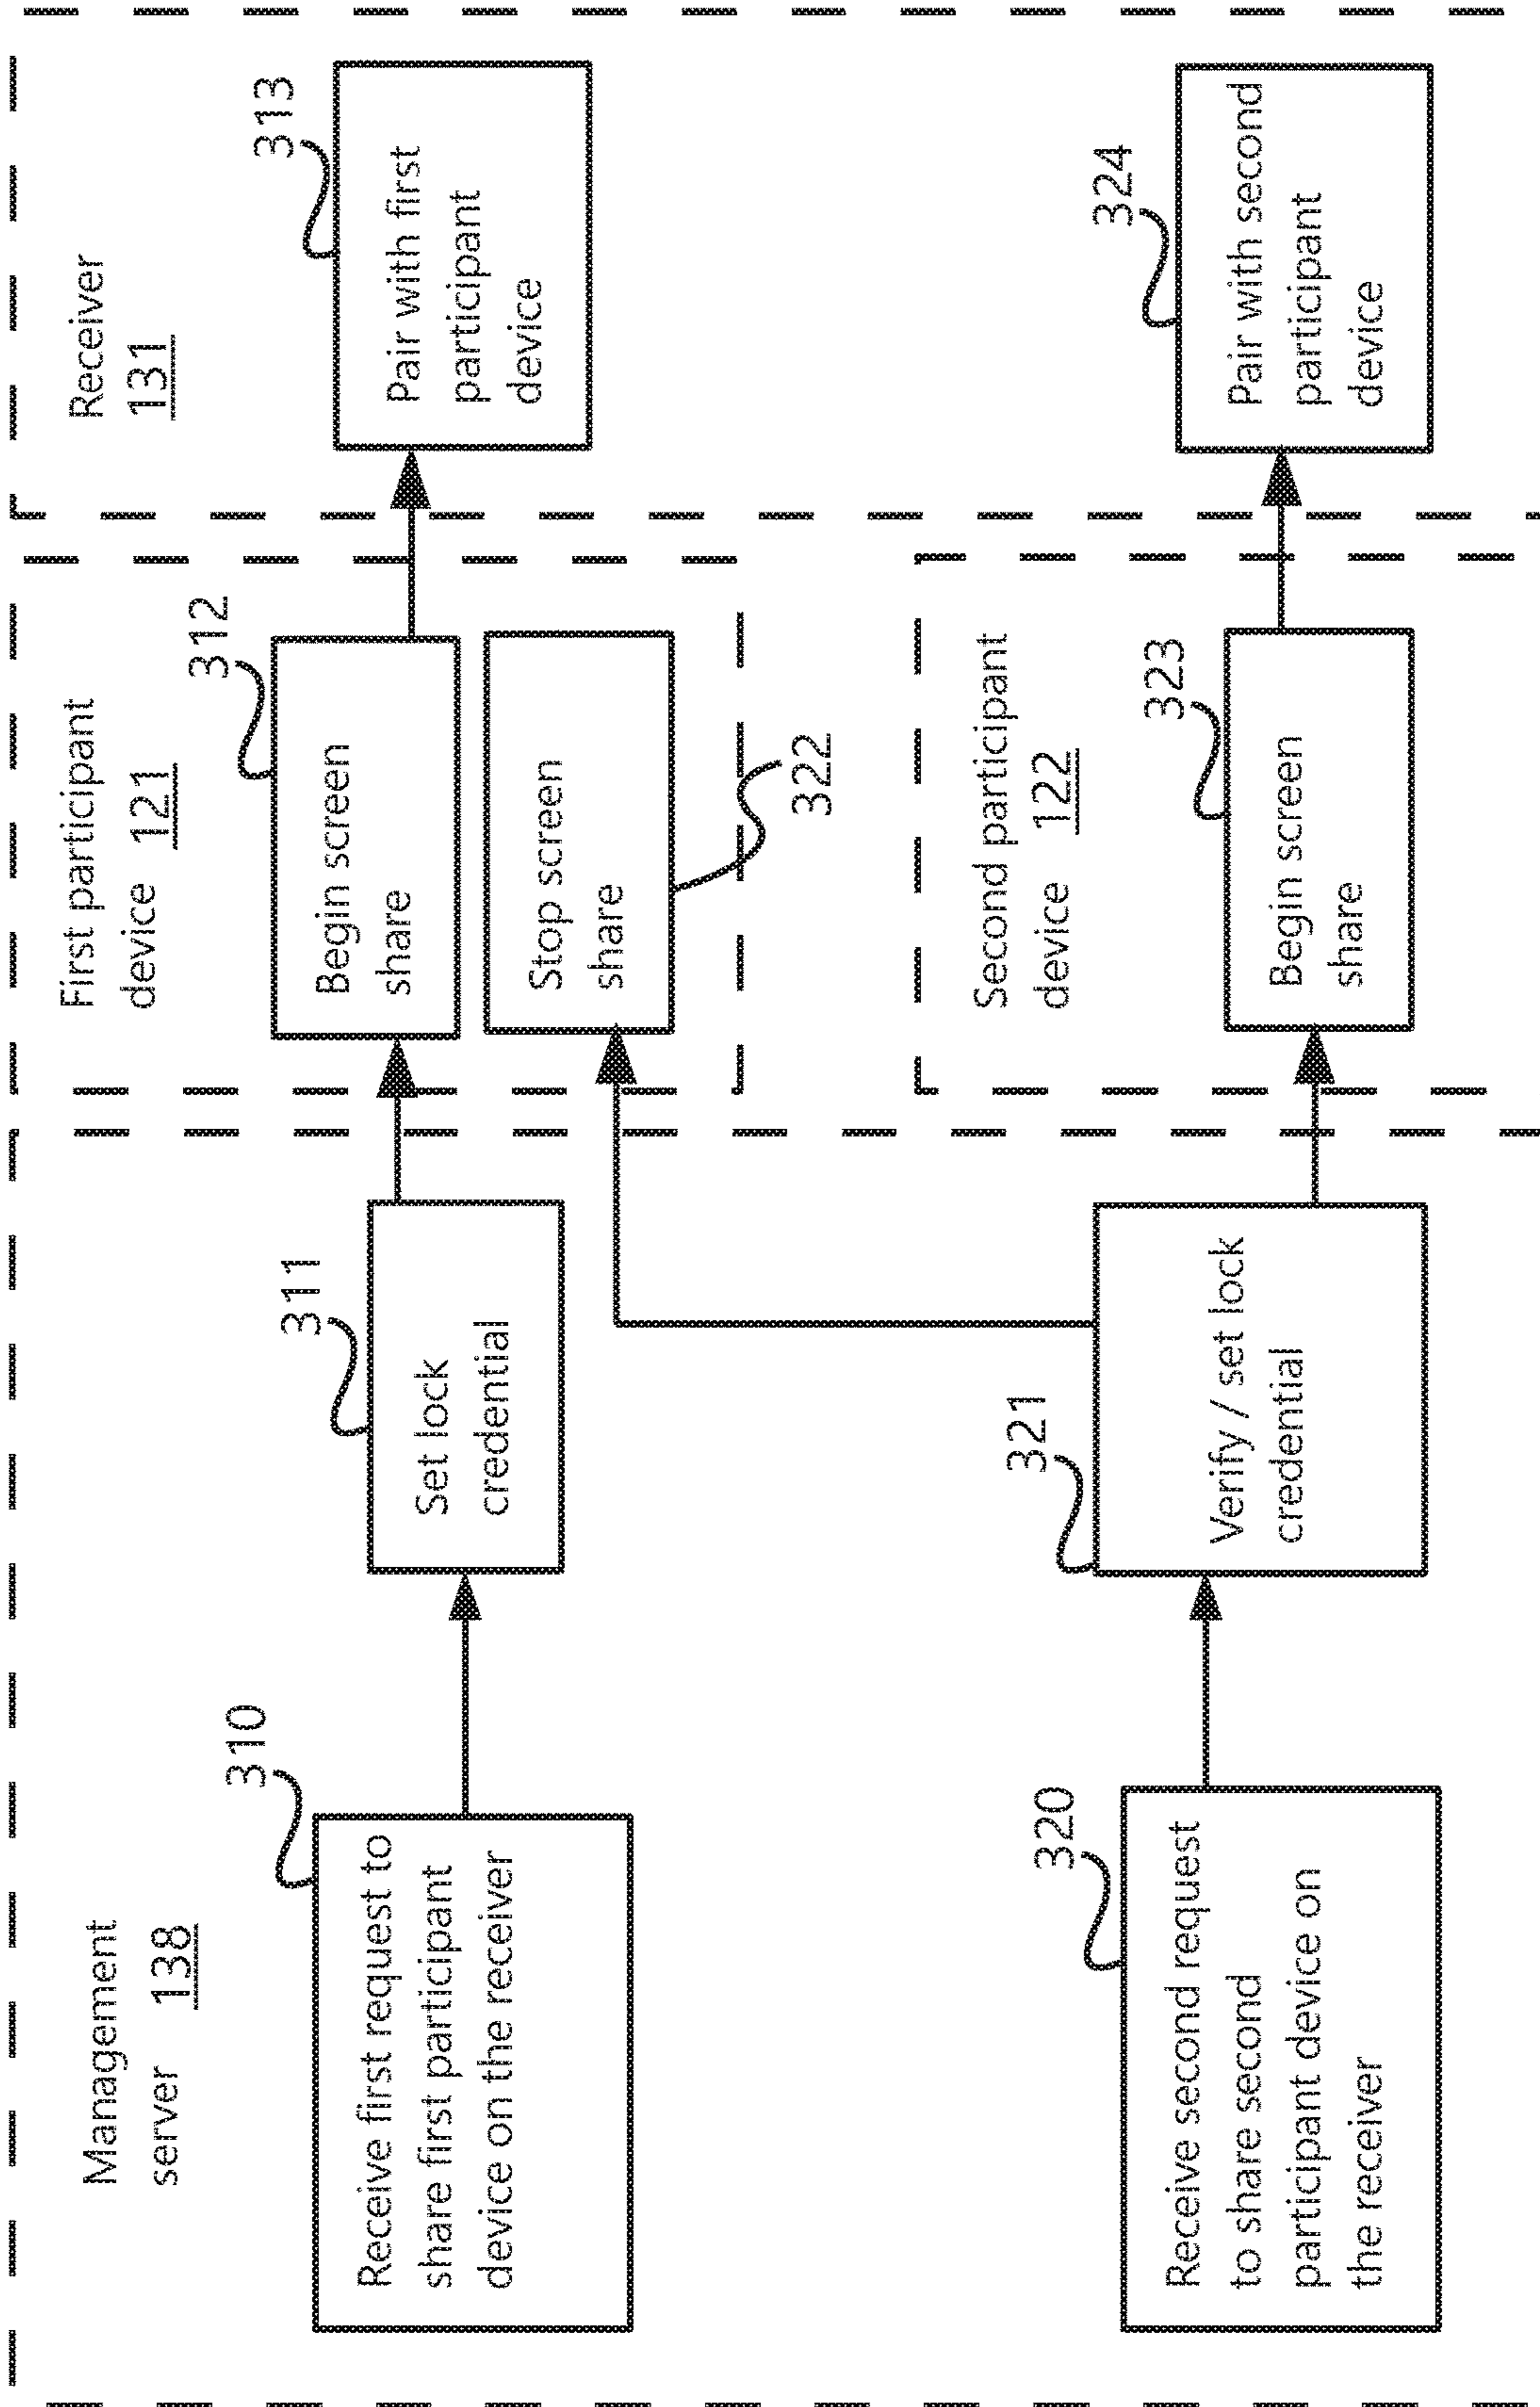 Management
server 138
310
Receive first request to
share first participant
device on the receiver
311
Set lock
credential
First participant
device 121
312
Begin screen
share
Stop screen
share
322
Receiver
131
313
Pair with first
participant
device
320
Receive second request
to share second
participant device on
the receiver
321
Verify / set lock
credential
Second participant
device 122
323
Begin screen
share
324
Pair with second
participant
device